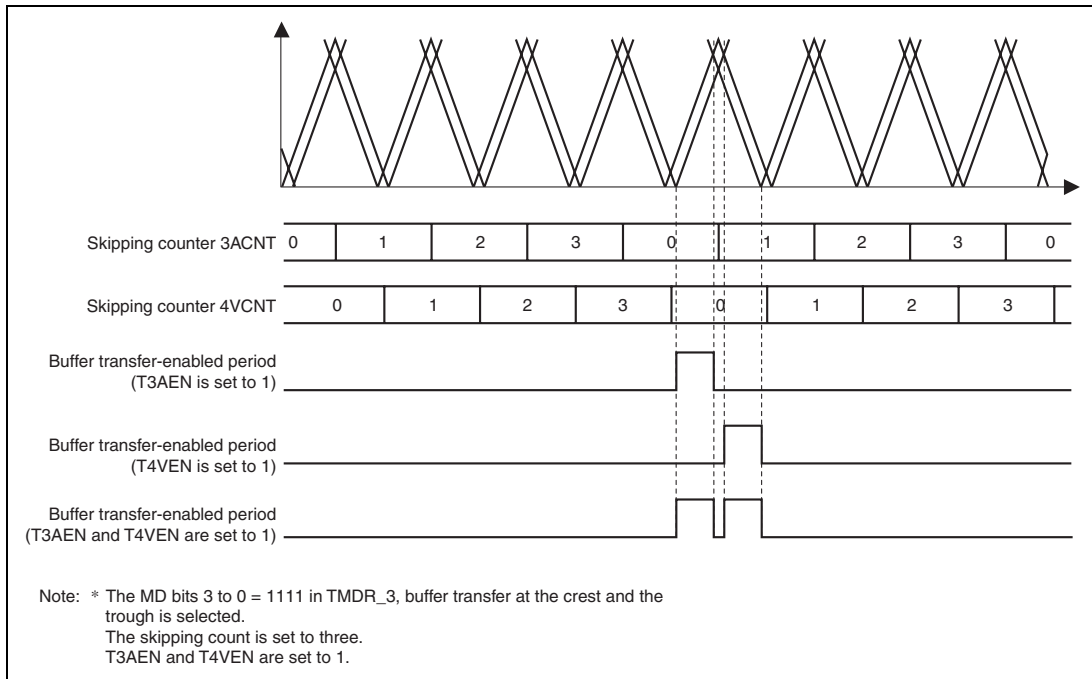 Skipping counter 3ACNT 0 1 2 3 0 1 2 3 0
Skipping counter 4VCNT 0 1 2 3 0 1 2 3
Buffer transfer-enabled period
(T3AEN is set to 1)
Buffer transfer-enabled period
(T4VEN is set to 1)
Buffer transfer-enabled period
(T3AEN and T4VEN are set to 1)
Note: * The MD bits 3 to 0 = 1111 in TMDR_3, buffer transfer at the crest and the
trough is selected.
The skipping count is set to three.
T3AEN and T4VEN are set to 1.